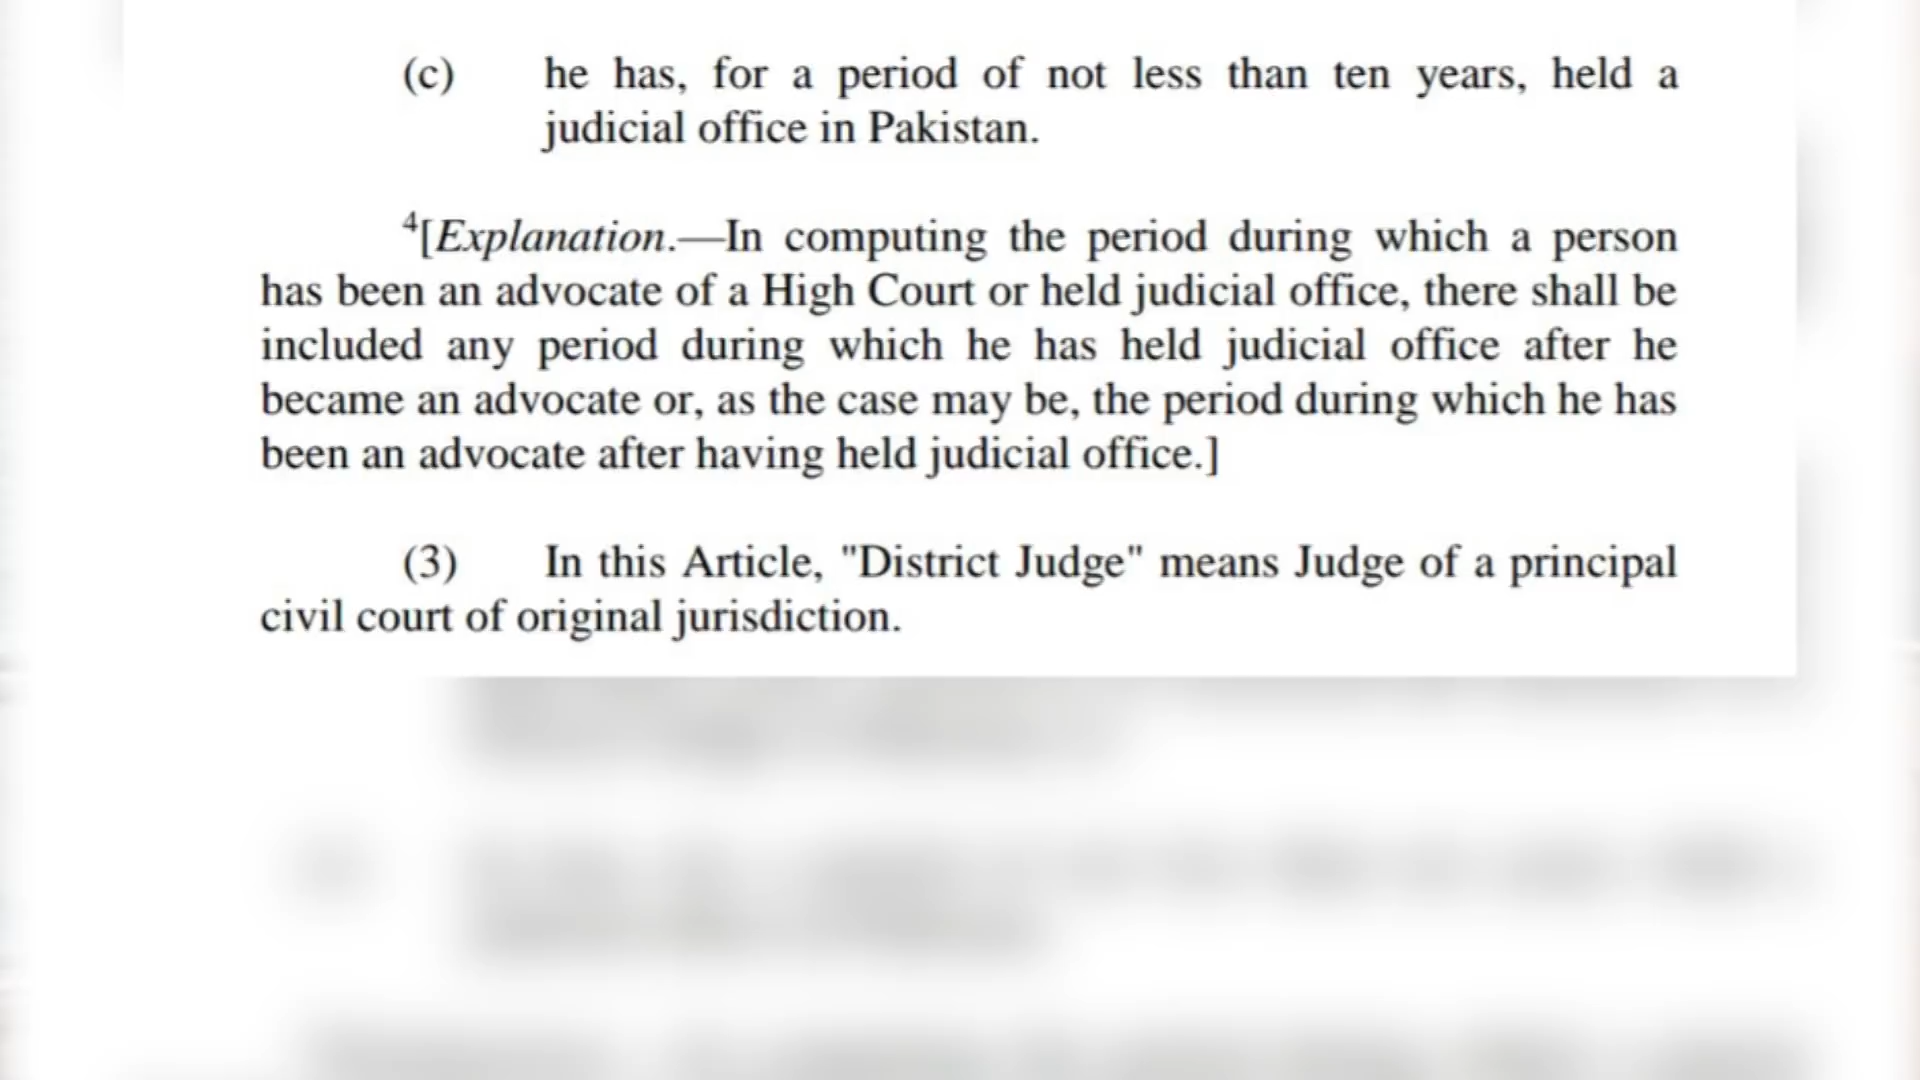 (c) he has, for a period of not less than ten years, held a
judicial office in Pakistan.
4[Explanation.—In computing the period during which a person
has been an advocate of a High Court or held judicial office, there shall be
included any period during which he has held judicial office after he
became an advocate or, as the case may be, the period during which he has
been an advocate after having held judicial office.]
(3) In this Article, "District Judge" means Judge of a principal
civil court of original jurisdiction.